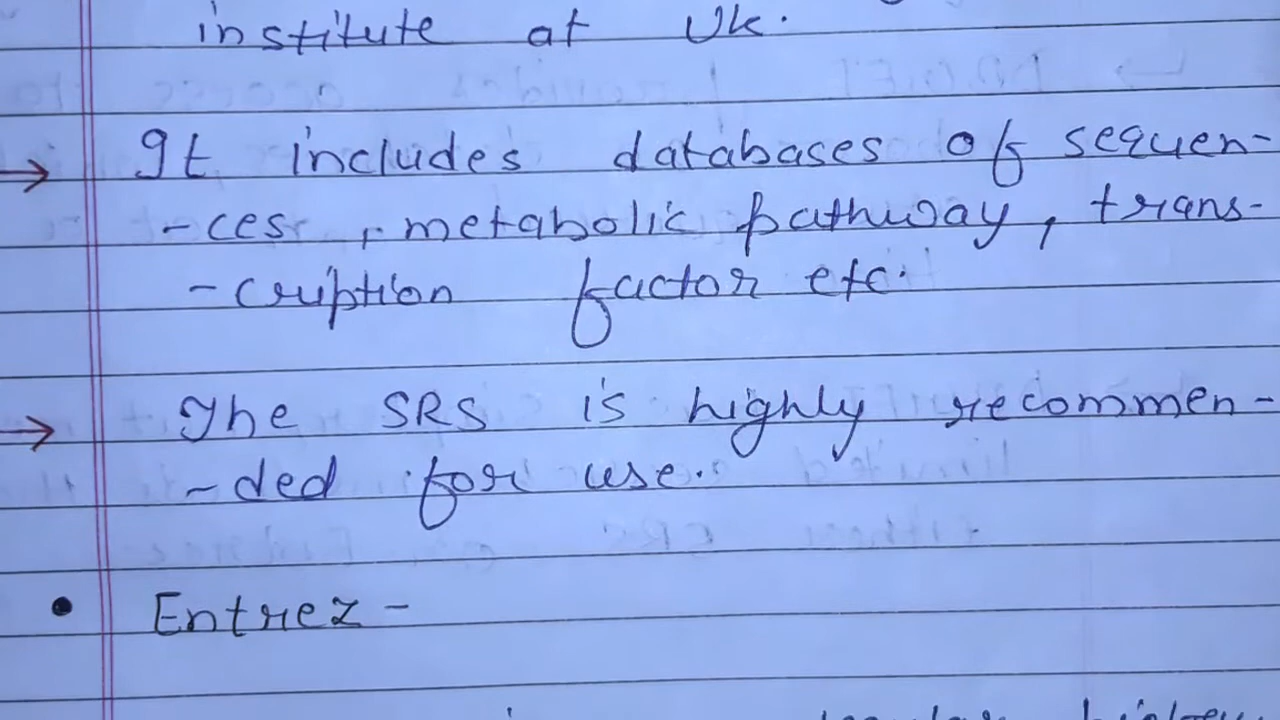 institute at Uk.
→ It includes databases of sequen-
-ces, metabolic pathway, trans-
-cription factor etc.
→ The SRS is highly recommen-
-ded for use.
• Entrez -